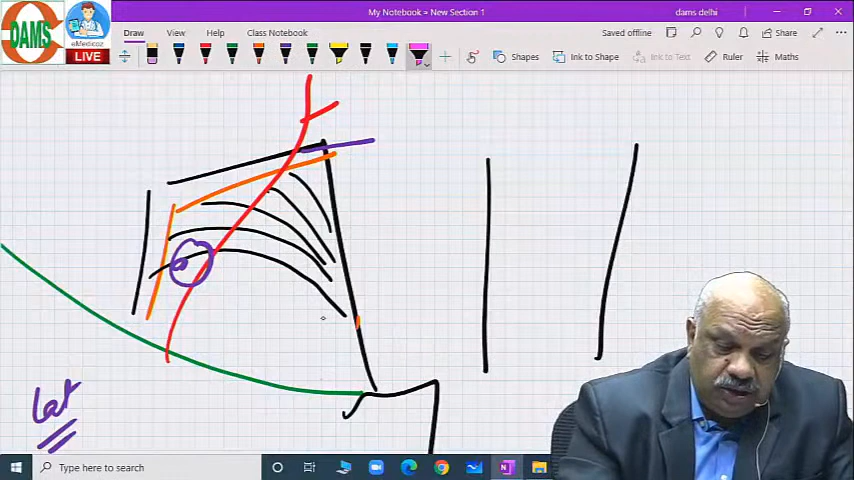 DAMS
eMedicoz
LIVE
My Notebook > New Section 1
dams delhi
Draw
View
Help
Class Notebook
Saved offline
Share
Shapes
Ink to Shape
Ink to Text
Ruler
Maths
Lat
Type here to search